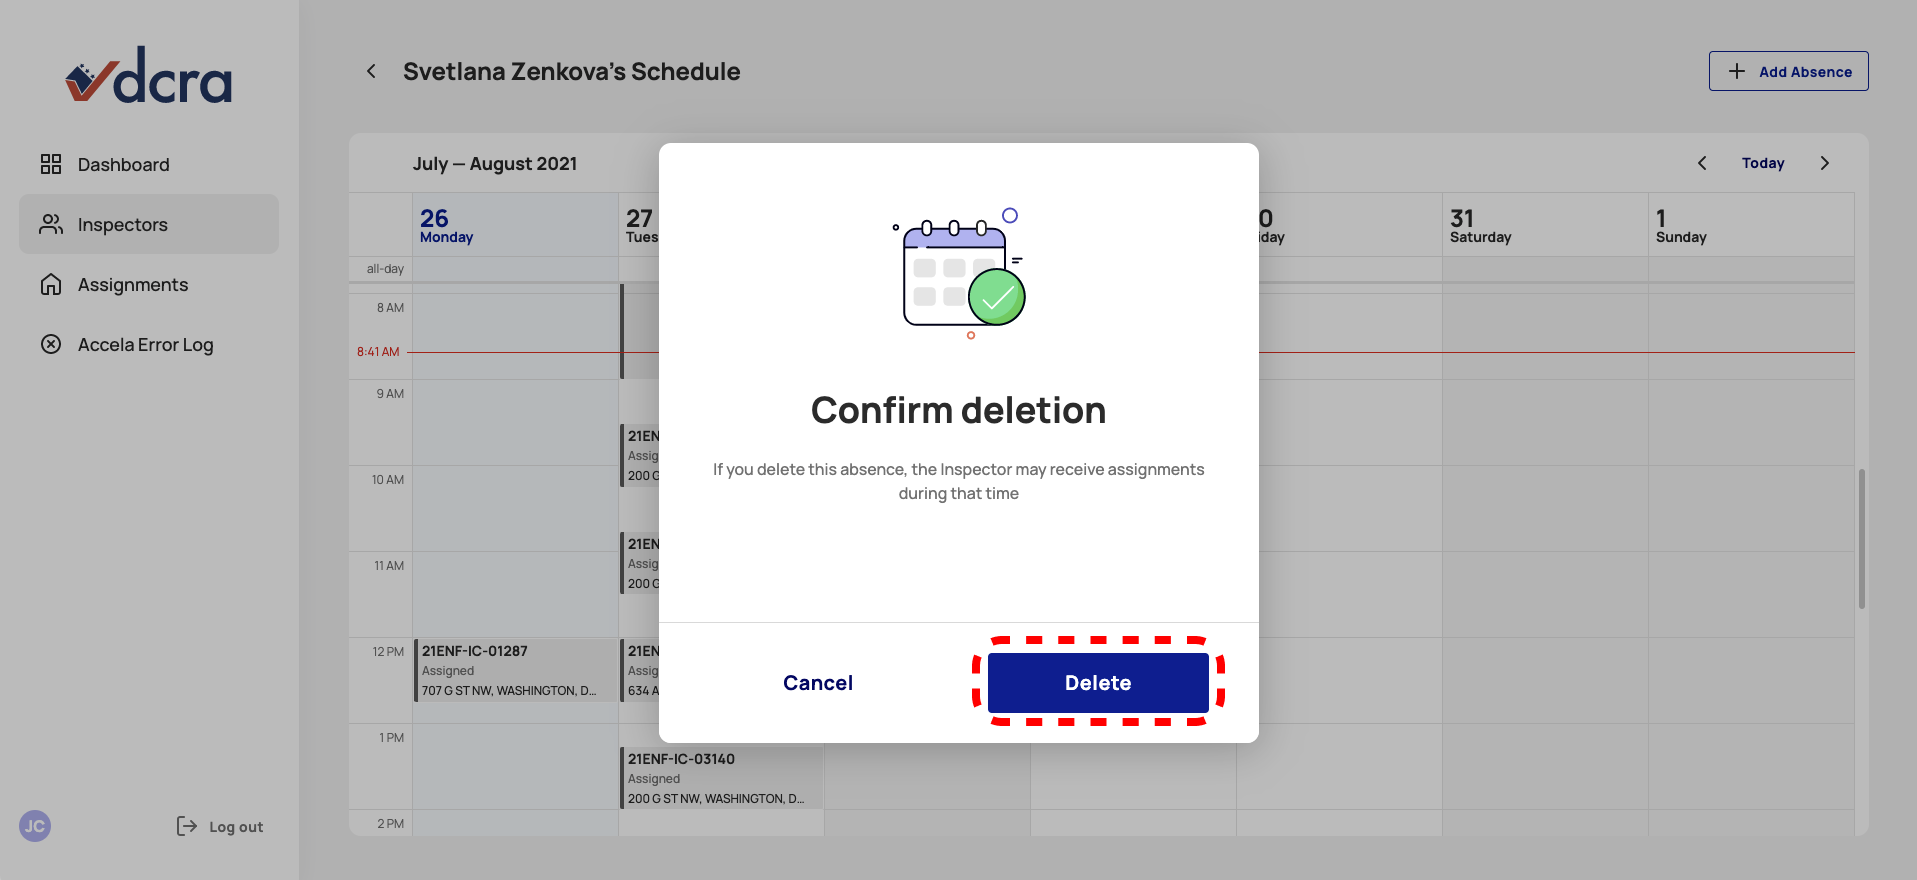 dcra
Dashboard
Inspectors
Assignments
Accela Error Log
JC
Log out
Svetlana Zenkova's Schedule
Add Absence
July — August 2021
Today
26
Monday
27
Tues
0
iday
31
Saturday
1
Sunday
all-day
8 AM
8:41 AM
9 AM
10 AM
11 AM
12 PM
1 PM
2 PM
21ENF-IC-01287
Assigned
707 G ST NW, WASHINGTON, D...
21EN
Assig
200 G
21EN
Assig
200 G
21EN
Assig
634 A
21ENF-IC-03140
Assigned
200 G ST NW, WASHINGTON, D...
Confirm deletion
If you delete this absence, the Inspector may receive assignments
during that time
Cancel
Delete